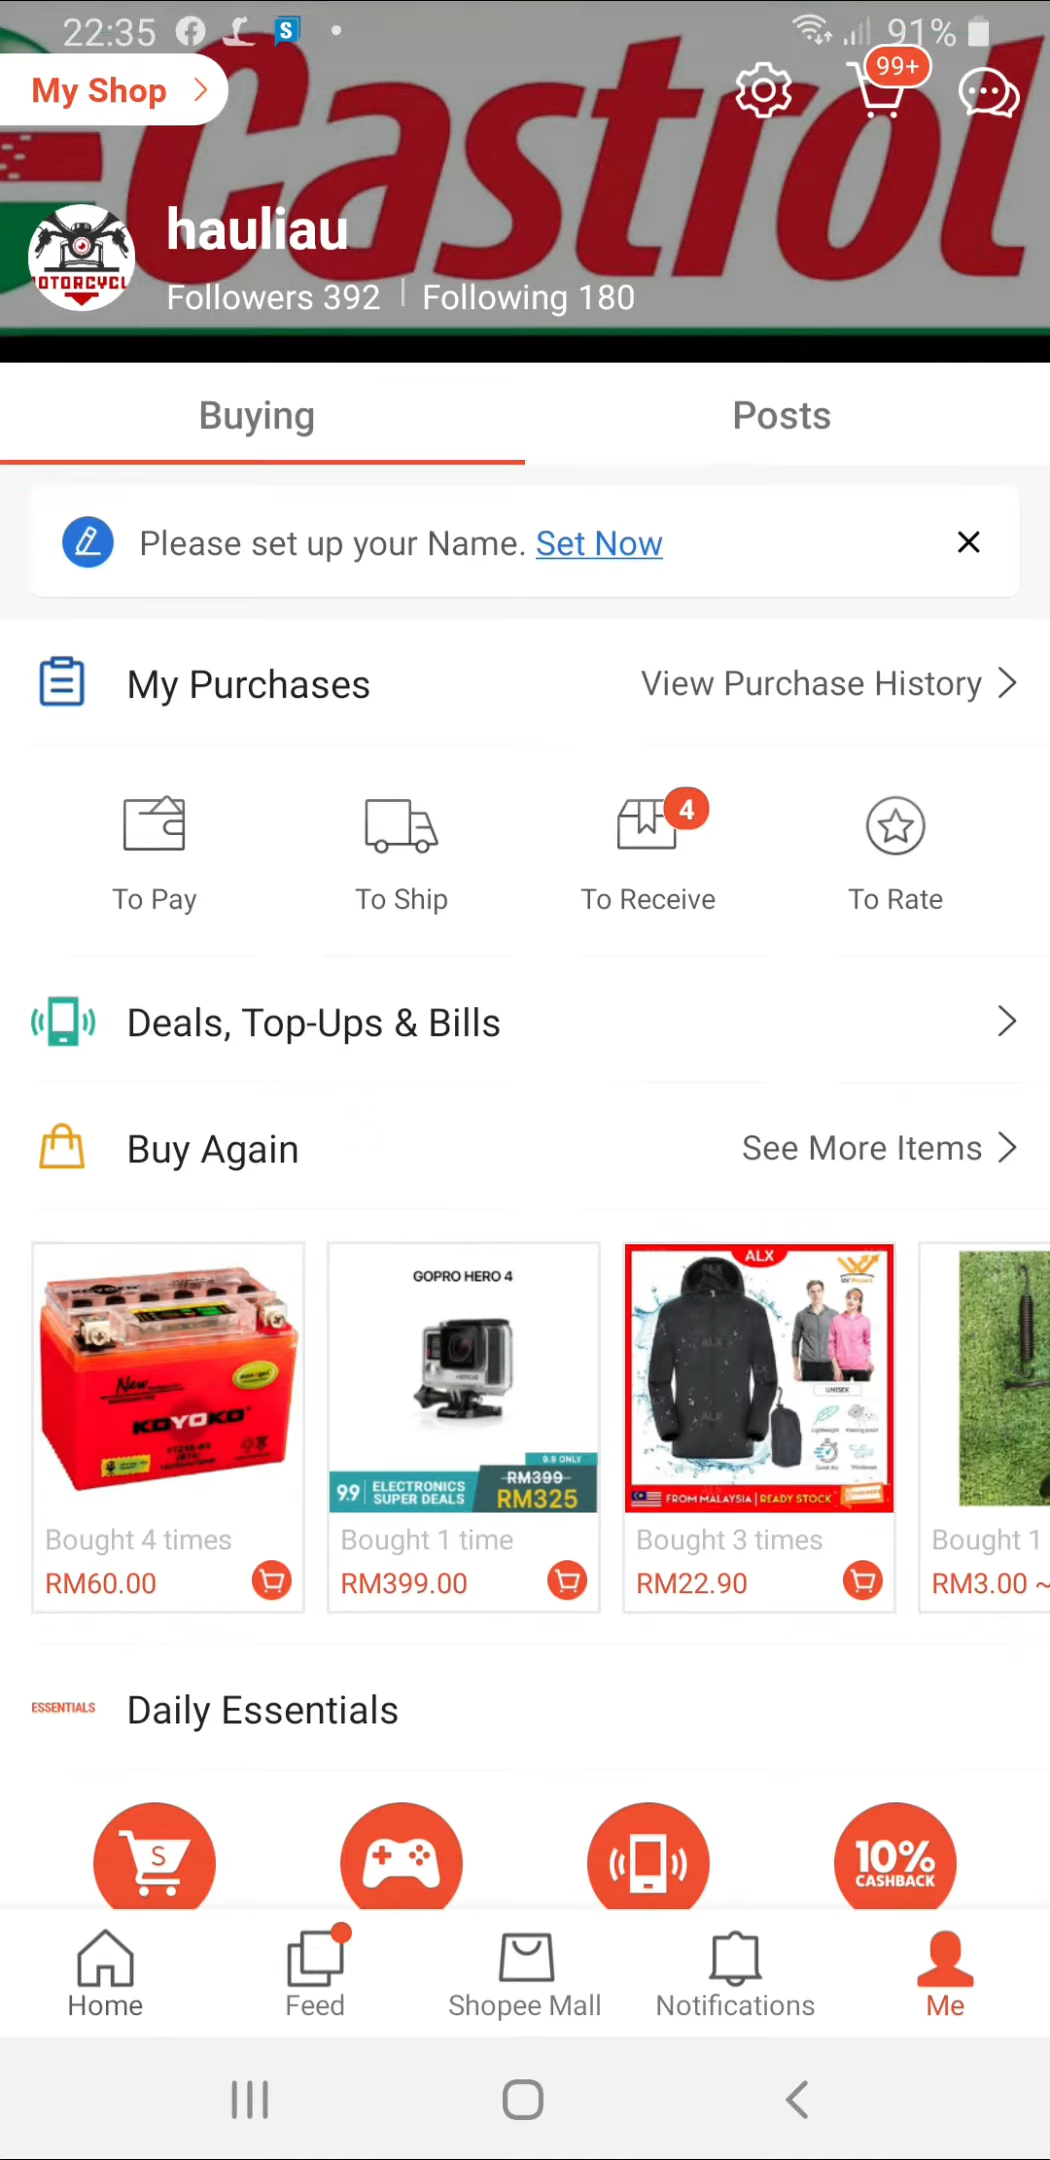 22:35
91%
My Shop
99+
Castrol
MOTORCYCL
hauliau
Followers 392 Following 180
Buying Posts
Please set up your Name. Set Now
My Purchases View Purchase History
4
To Pay To Ship To Receive To Rate
Deals, Top-Ups & Bills
Buy Again See More Items
New
KOYOKO
GOPRO HERO 4
9.9 ONLY
9.9 ELECTRONICS SUPER DEALS
RM399
RM325
ALX
ALX
ALX
ALX
UNISEX
FROM MALAYSIA | READY STOCK
Bought 4 times Bought 1 time Bought 3 times Bought 1
RM60.00 RM399.00 RM22.90 RM3.00 ~
ESSENTIALS Daily Essentials
S
10%
CASHBACK
Home Feed Shopee Mall Notifications Me